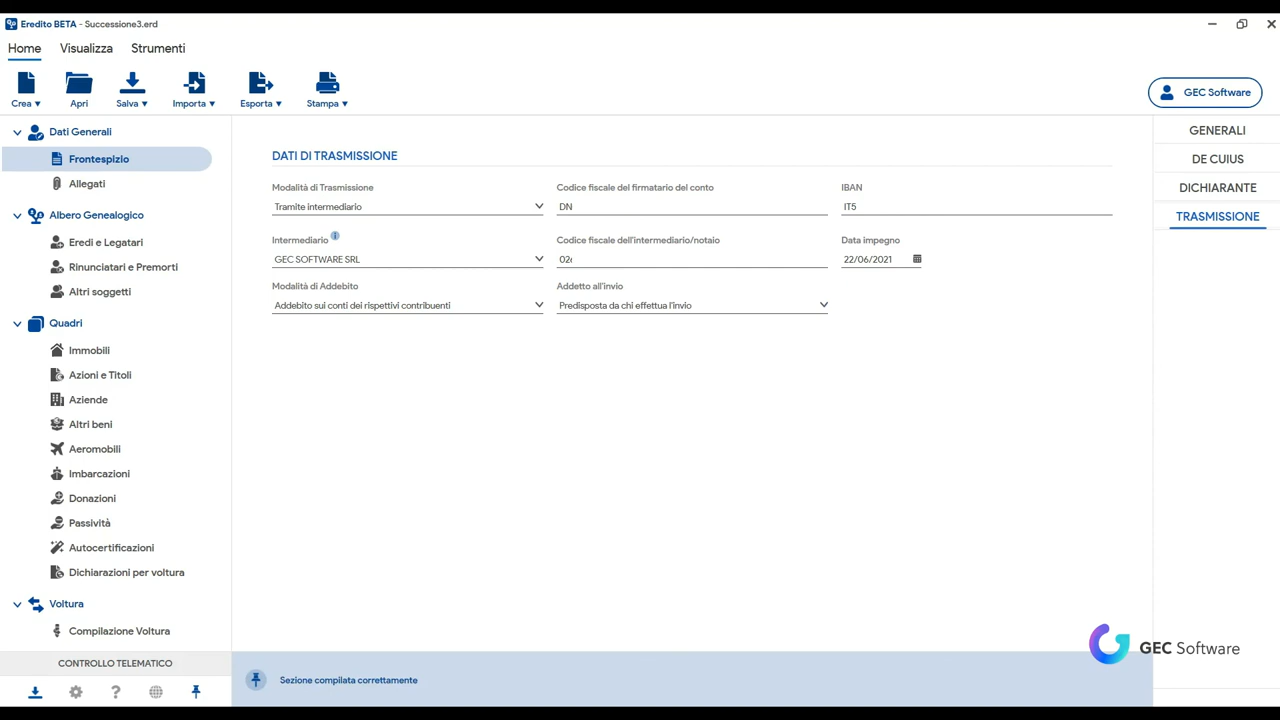 Eredito BETA - Successione3.erd
Home Visualizza Strumenti
Crea Apri Salva Importa Esporta Stampa
GEC Software
Dati Generali
Frontespizio
Allegati
Albero Genealogico
Eredi e Legatari
Rinunciatari e Premorti
Altri soggetti
Quadri
Immobili
Azioni e Titoli
Aziende
Altri beni
Aeromobili
Imbarcazioni
Donazioni
Passività
Autocertificazioni
Dichiarazioni per voltura
Voltura
Compilazione Voltura
CONTROLLO TELEMATICO
?
DATI DI TRASMISSIONE
Modalità di Trasmissione Codice fiscale del firmatario del conto IBAN
Tramite intermediario DN IT5
Intermediario Codice fiscale dell'intermediario/notaio Data impegno
GEC SOFTWARE SRL 02 22/06/2021
Modalità di Addebito Addetto all'invio
Addebito sui conti dei rispettivi contribuenti Predisposta da chi effettua l'invio
Sezione compilata correttamente
GENERALI
DE CUIUS
DICHIARANTE
TRASMISSIONE
GEC Software